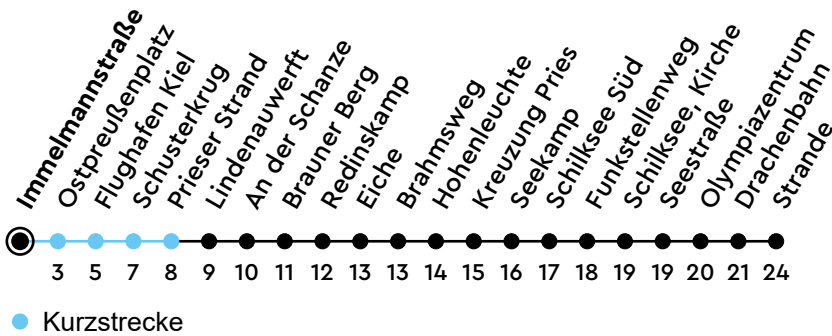 Immelmannstraße
Ostpreußenplatz
Flughafen Kiel
Schusterkrug
Prieser Strand
Lindenauwerft
An der Schanze
Brauner Berg
Redinskamp
Eiche
Brahmsweg
Hohenleuchte
Kreuzung Pries
Seekamp
Schilksee Süd
Funkstellenweg
Schilksee, Kirche
Seestraße
Olympiazentrum
Drachenbahn
Strande
3 5 7 8 9 10 11 12 13 13 14 15 16 17 18 19 19 20 21 24
Kurzstrecke